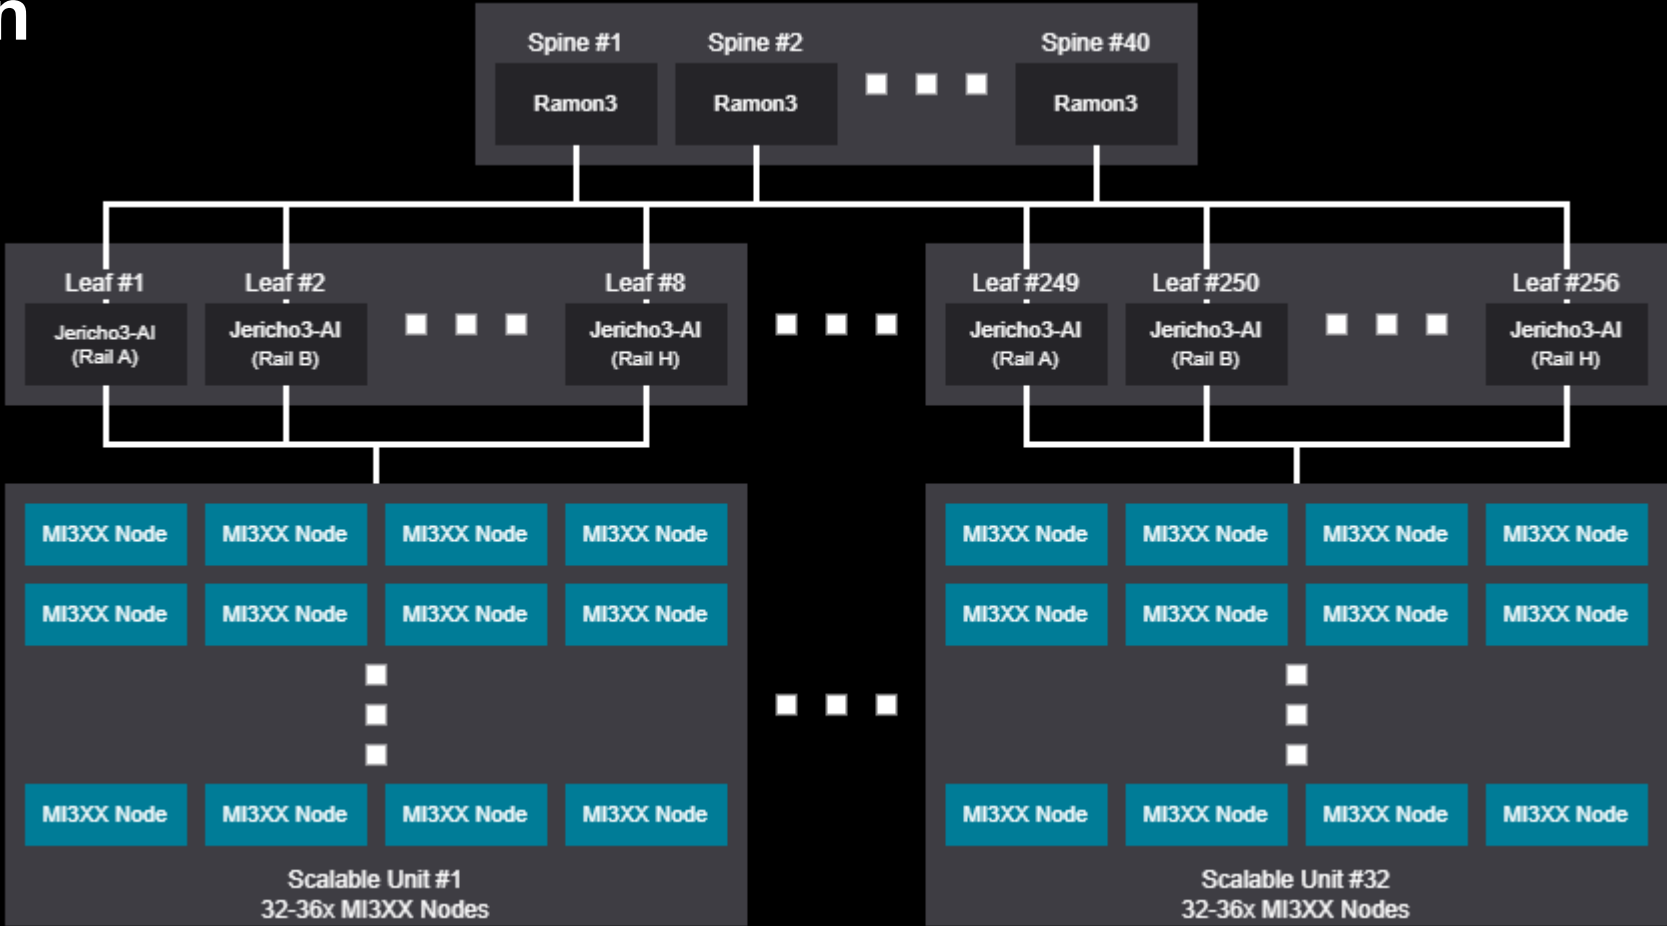 n
Spine #1 Spine #2 Spine #40
Ramon3 Ramon3 Ramon3
Leaf #1 Leaf #2 Leaf #8 Leaf #249 Leaf #250 Leaf #256
Jericho3-AI Jericho3-AI Jericho3-AI Jericho3-AI Jericho3-AI Jericho3-AI
(Rail A) (Rail B) (Rail H) (Rail A) (Rail B) (Rail H)
MI3XX Node MI3XX Node MI3XX Node MI3XX Node MI3XX Node MI3XX Node MI3XX Node MI3XX Node
MI3XX Node MI3XX Node MI3XX Node MI3XX Node MI3XX Node MI3XX Node MI3XX Node MI3XX Node
MI3XX Node MI3XX Node MI3XX Node MI3XX Node MI3XX Node MI3XX Node MI3XX Node MI3XX Node
Scalable Unit #1 Scalable Unit #32
32-36x MI3XX Nodes 32-36x MI3XX Nodes